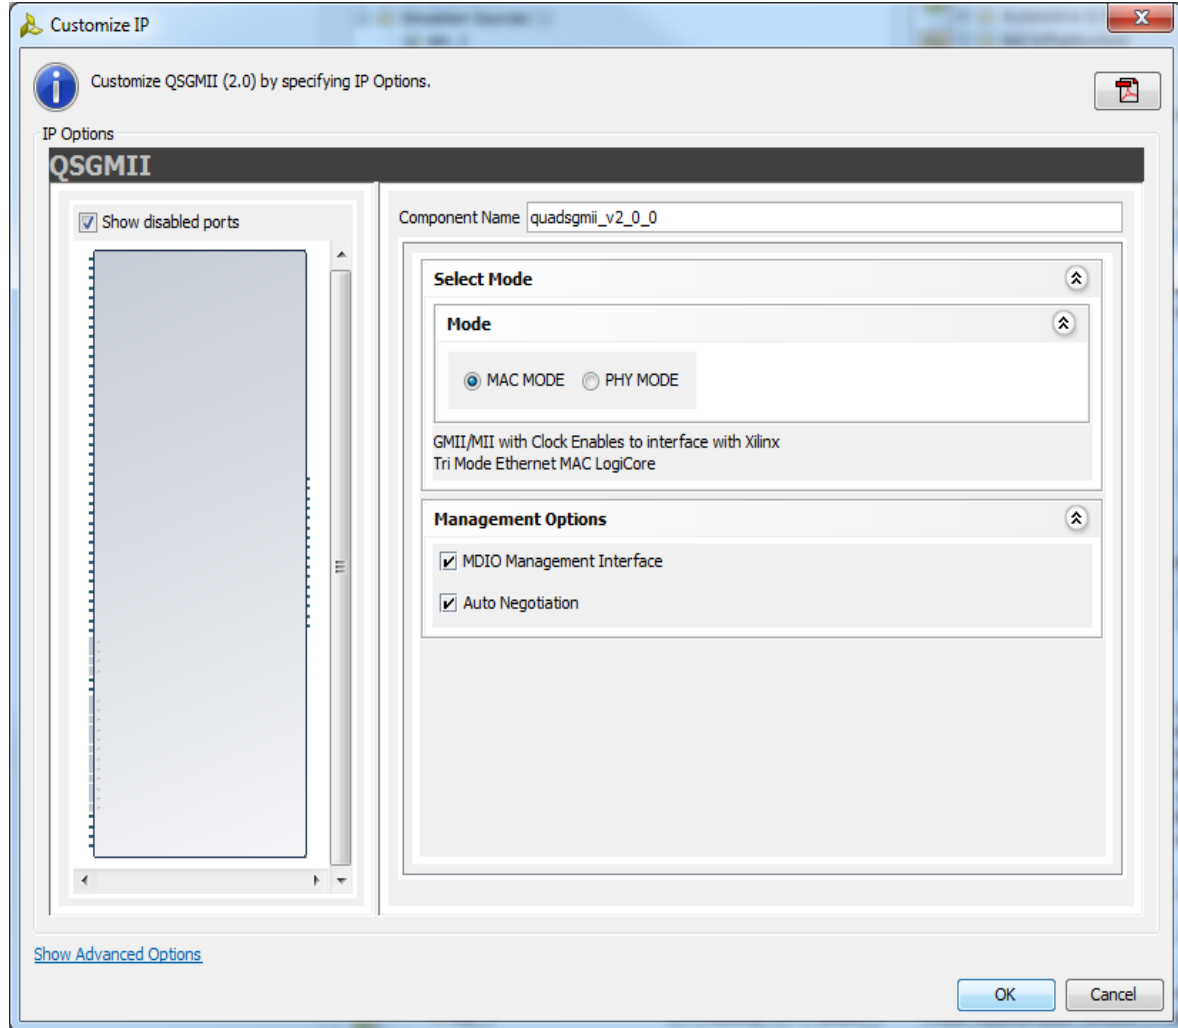 Customize IP
Customize QSGMII (2.0) by specifying IP Options.
IP Options
QSGMII
Show disabled ports
Component Name quadsgmii_v2_0_0
Select Mode
Mode
MAC MODE PHY MODE
GMII/MII with Clock Enables to interface with Xilinx
Tri Mode Ethernet MAC LogiCore
Management Options
MDIO Management Interface
Auto Negotiation
Show Advanced Options
OK Cancel